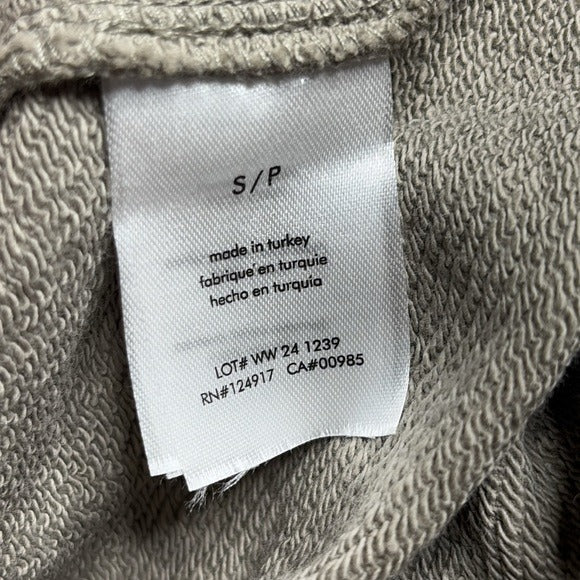 S/P
made in turkey
fabriqué en turquie
hecho en turquía
LOT# WW 24 1239
RN#124917 CA#00985